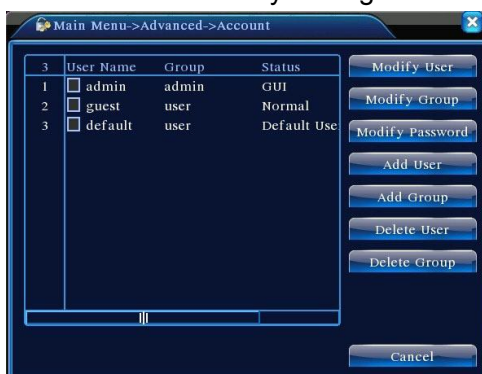 Main Menu->Advanced->Account
3 User Name Group Status
1 admin admin GUI
2 guest user Normal
3 default user Default Use
Modify User
Modify Group
Modify Password
Add User
Add Group
Delete User
Delete Group
Cancel